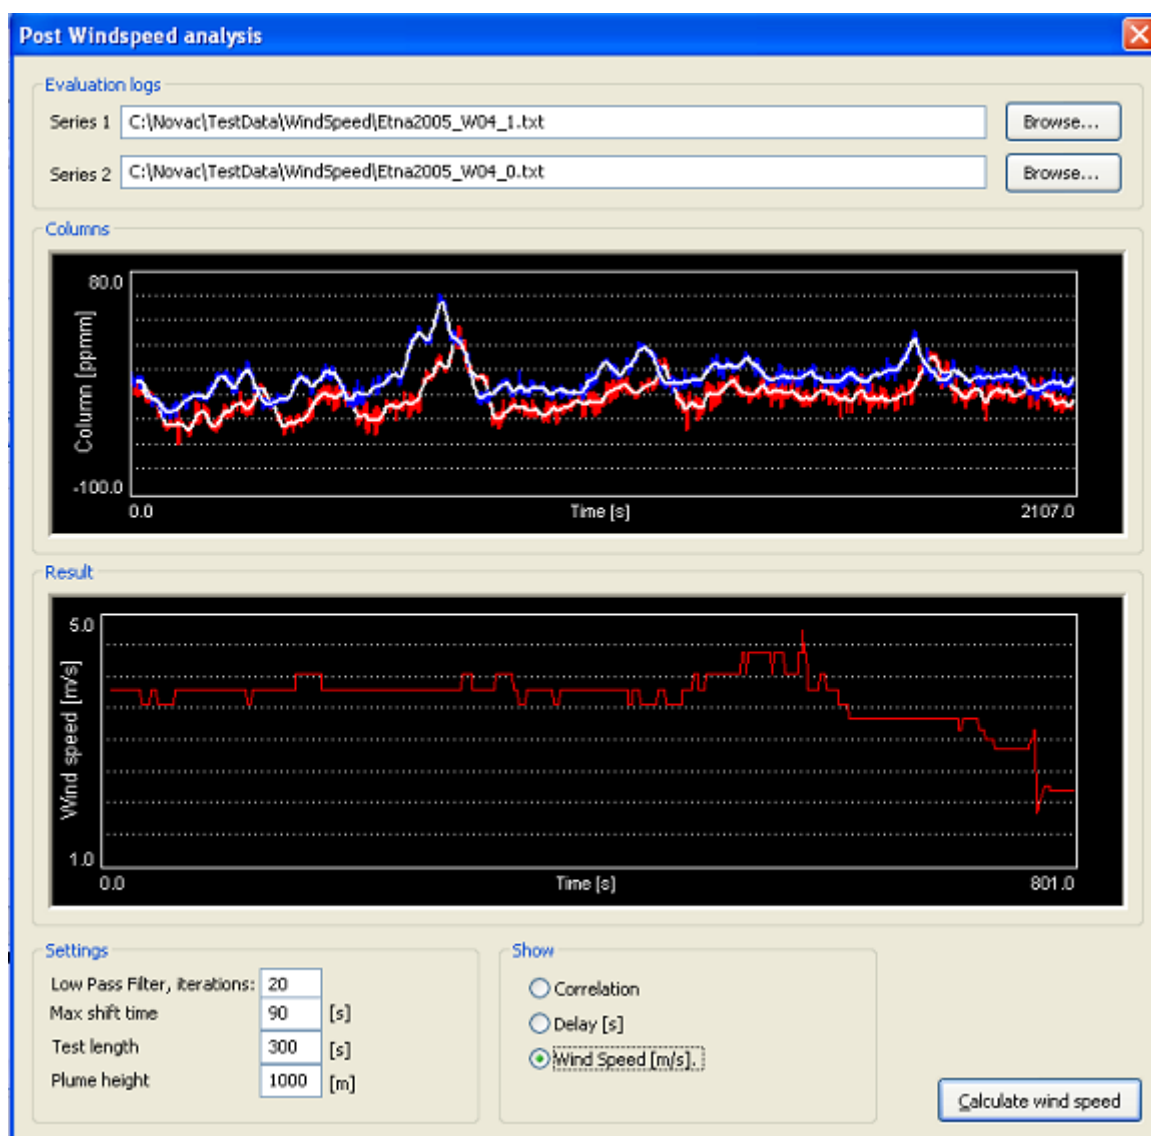 Post Windspeed analysis
Evaluation logs
Series 1 C:\Novac\TestData\WindSpeed\Etna2005_W04_1.txt Browse...
Series 2 C:\Novac\TestData\WindSpeed\Etna2005_W04_0.txt Browse...
Columns
80.0
Column [ppmm]
-100.0
0.0 Time [s] 2107.0
Result
5.0
Wind speed [m/s]
1.0
0.0 Time [s] 801.0
Settings Show
Low Pass Filter, iterations: 20
Correlation
Max shift time 90 [s]
Delay [s]
Test length 300 [s]
Wind Speed [m/s].
Plume height 1000 [m]
Calculate wind speed